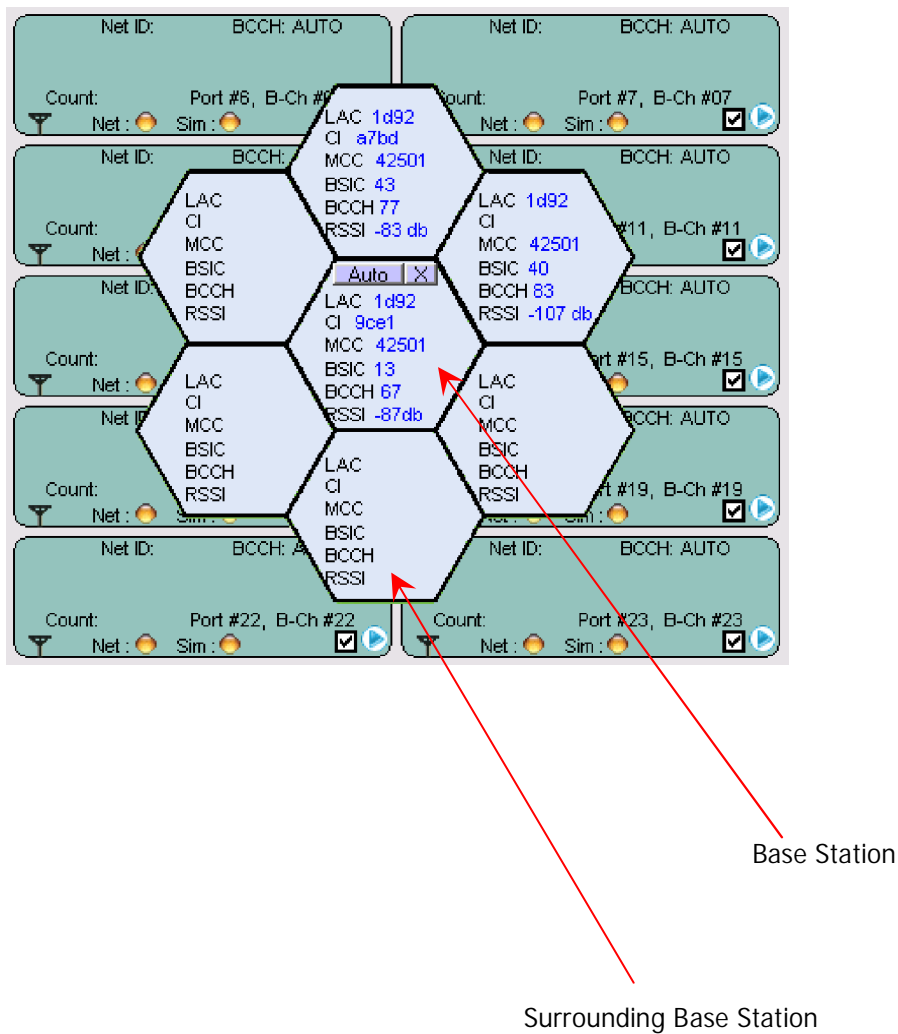 Net ID: BCCH: AUTO
Count: Port #6, B-Ch
Net : Sim :
Net ID: BCCH: AUTO
Port #7, B-Ch #07
Net : Sim :
Net ID: BCCH:
Count:
Net :
Net ID: BCCH: AUTO
#11, B-Ch #11
Net ID:
Count:
Net :
BCCH: AUTO
#15, B-Ch #15
Net
Count:
Net :
#19, B-Ch #19
Net ID: BCCH:
Count: Port #22, B-Ch #22
Net : Sim :
Net ID: BCCH: AUTO
Count: Port #23, B-Ch #23
Net : Sim :
LAC 1d92
CI a7bd
MCC 42501
BSIC 43
BCCH 77
RSSI -83 db
LAC
CI
MCC
BSIC
BCCH
RSSI
LAC 1d92
CI
MCC 42501
BSIC 40
BCCH 83
RSSI -107 db
Auto X
LAC 1d92
CI 9ce1
MCC 42501
BSIC 13
BCCH 67
RSSI -87db
LAC
CI
MCC
BSIC
BCCH
RSSI
LAC
CI
MCC
BSIC
BCCH
RSSI
LAC
CI
MCC
BSIC
BCCH
RSSI
Base Station
Surrounding Base Station